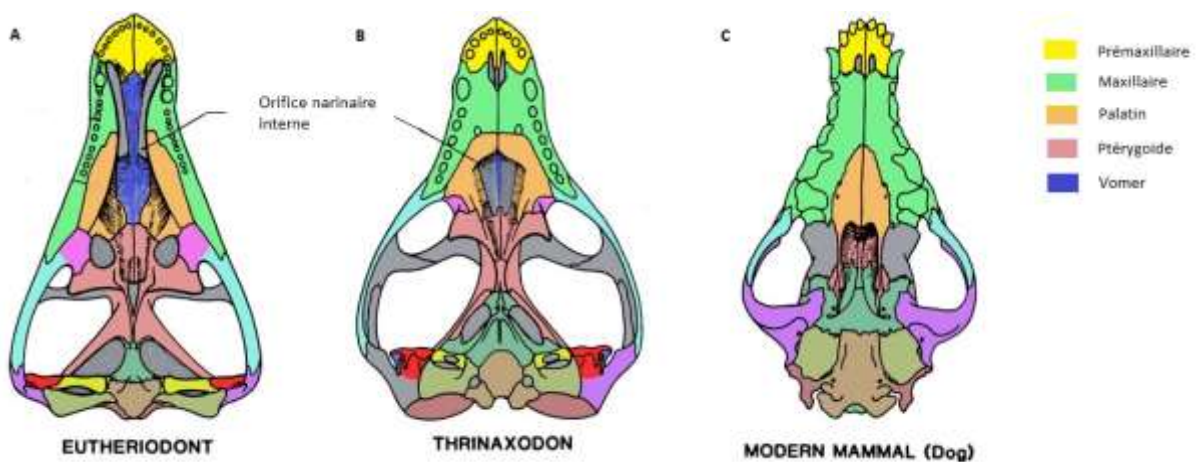 A
B
C
Orifice narinaire
interne
Prémaxillaire
Maxillaire
Palatin
Ptérygoïde
Vomer
EUTHERIODONT
THRINAXODON
MODERN MAMMAL (Dog)